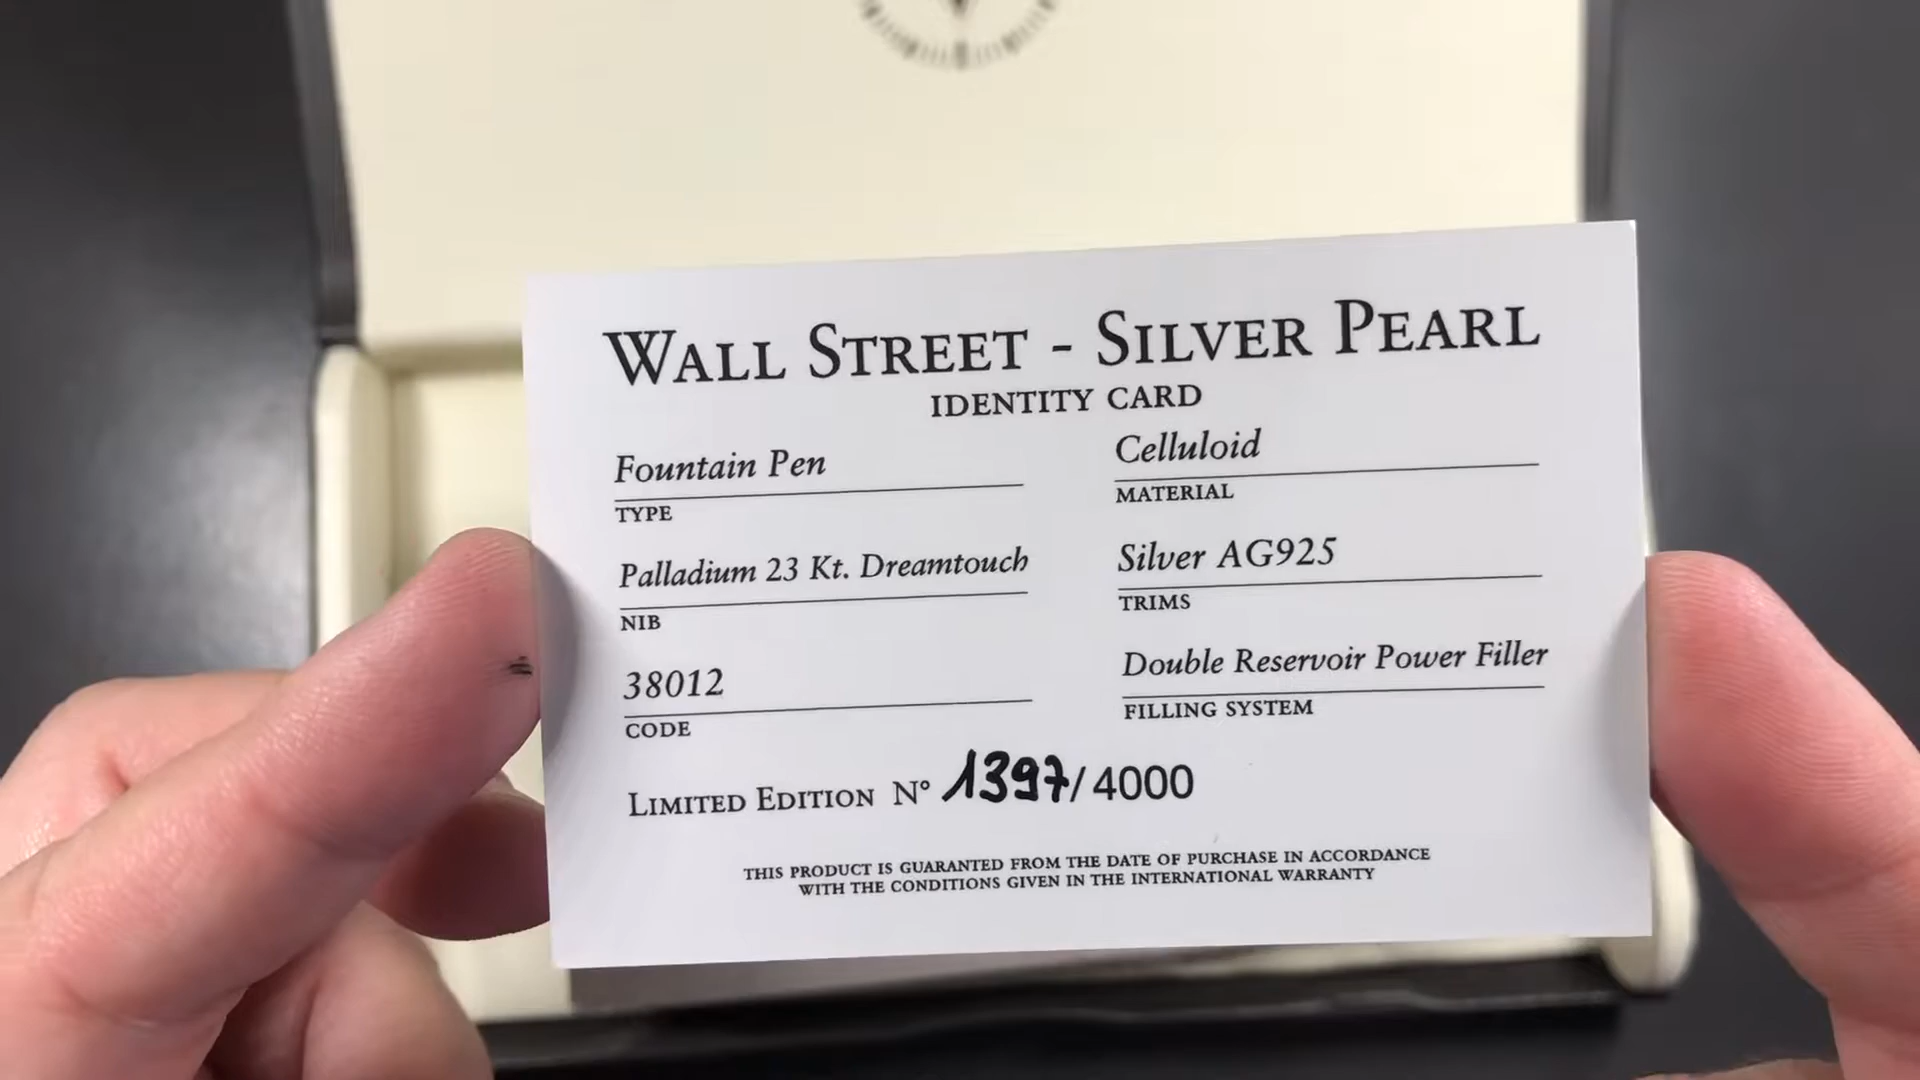 WALL STREET - SILVER PEARL
IDENTITY CARD
Fountain Pen
TYPE
Palladium 23 Kt. Dreamtouch
NIB
38012
CODE
Celluloid
MATERIAL
Silver AG925
TRIMS
Double Reservoir Power Filler
FILLING SYSTEM
LIMITED EDITION N° 1397/4000
THIS PRODUCT IS GUARANTED FROM THE DATE OF PURCHASE IN ACCORDANCE
WITH THE CONDITIONS GIVEN IN THE INTERNATIONAL WARRANTY